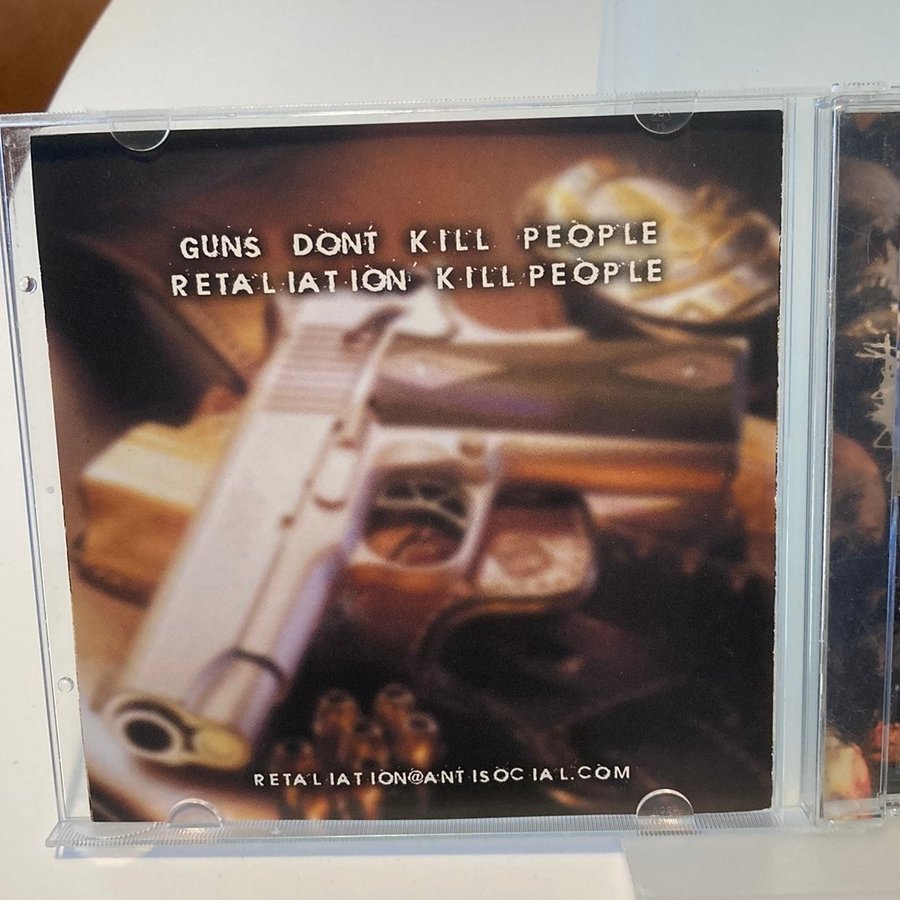 GUNS DONT KILL PEOPLE
RETALIATION KILL PEOPLE
RETALIATION@ANTISOCIAL.COM